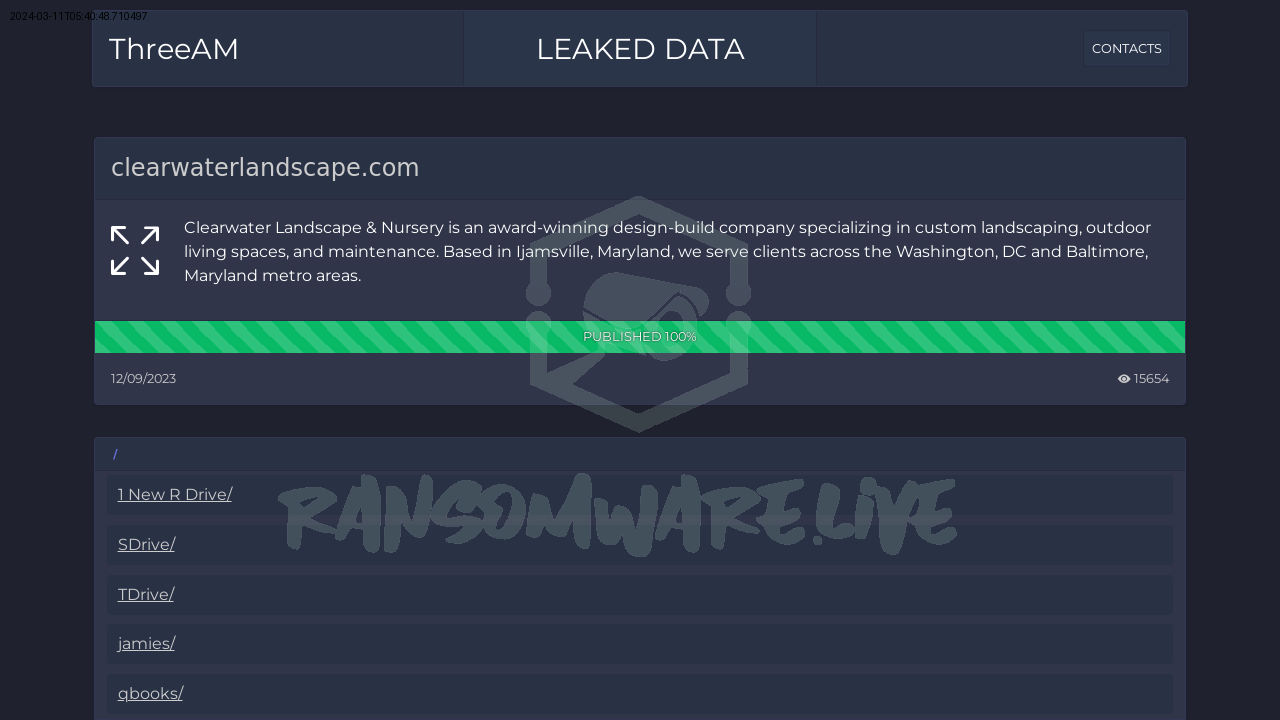 2024-03-11T05:40:48.710497
ThreeAM
LEAKED DATA
CONTACTS
clearwaterlandscape.com
Clearwater Landscape & Nursery is an award-winning design-build company specializing in custom landscaping, outdoor
living spaces, and maintenance. Based in Ijamsville, Maryland, we serve clients across the Washington, DC and Baltimore,
Maryland metro areas.
PUBLISHED 100%
12/09/2023
15654
/
1 New R Drive/
RANSOMWARE.LIVE
SDrive/
TDrive/
jamies/
qbooks/